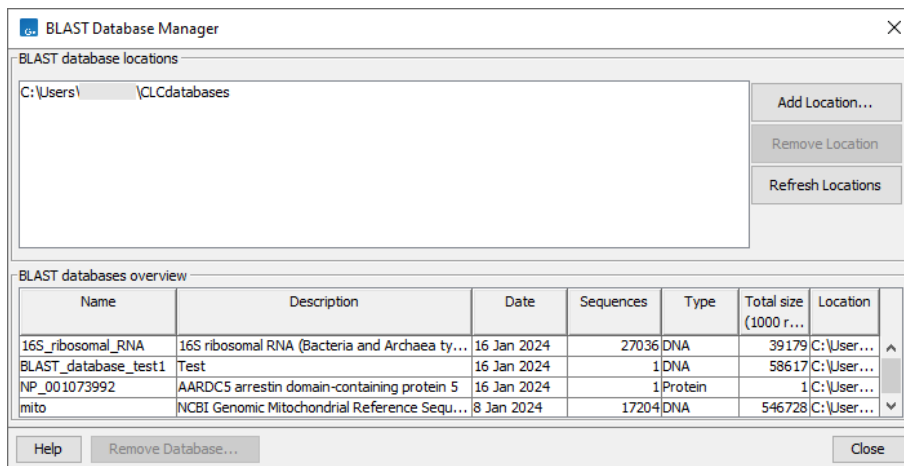 BLAST Database Manager
BLAST database locations
C:\Users\ \CLCdatabases
Add Location...
Remove Location
Refresh Locations
BLAST databases overview
Name Description Date Sequences Type Total size (1000 r... Location
16S_ribosomal_RNA 16S ribosomal RNA (Bacteria and Archaea ty... 16 Jan 2024 27036 DNA 39179 C:\User...
BLAST_database_test1 Test 16 Jan 2024 1 DNA 58617 C:\User...
NP_001073992 AARDC5 arrestin domain-containing protein 5 16 Jan 2024 1 Protein 1 C:\User...
mito NCBI Genomic Mitochondrial Reference Sequ... 8 Jan 2024 17204 DNA 546728 C:\User...
Help Remove Database... Close